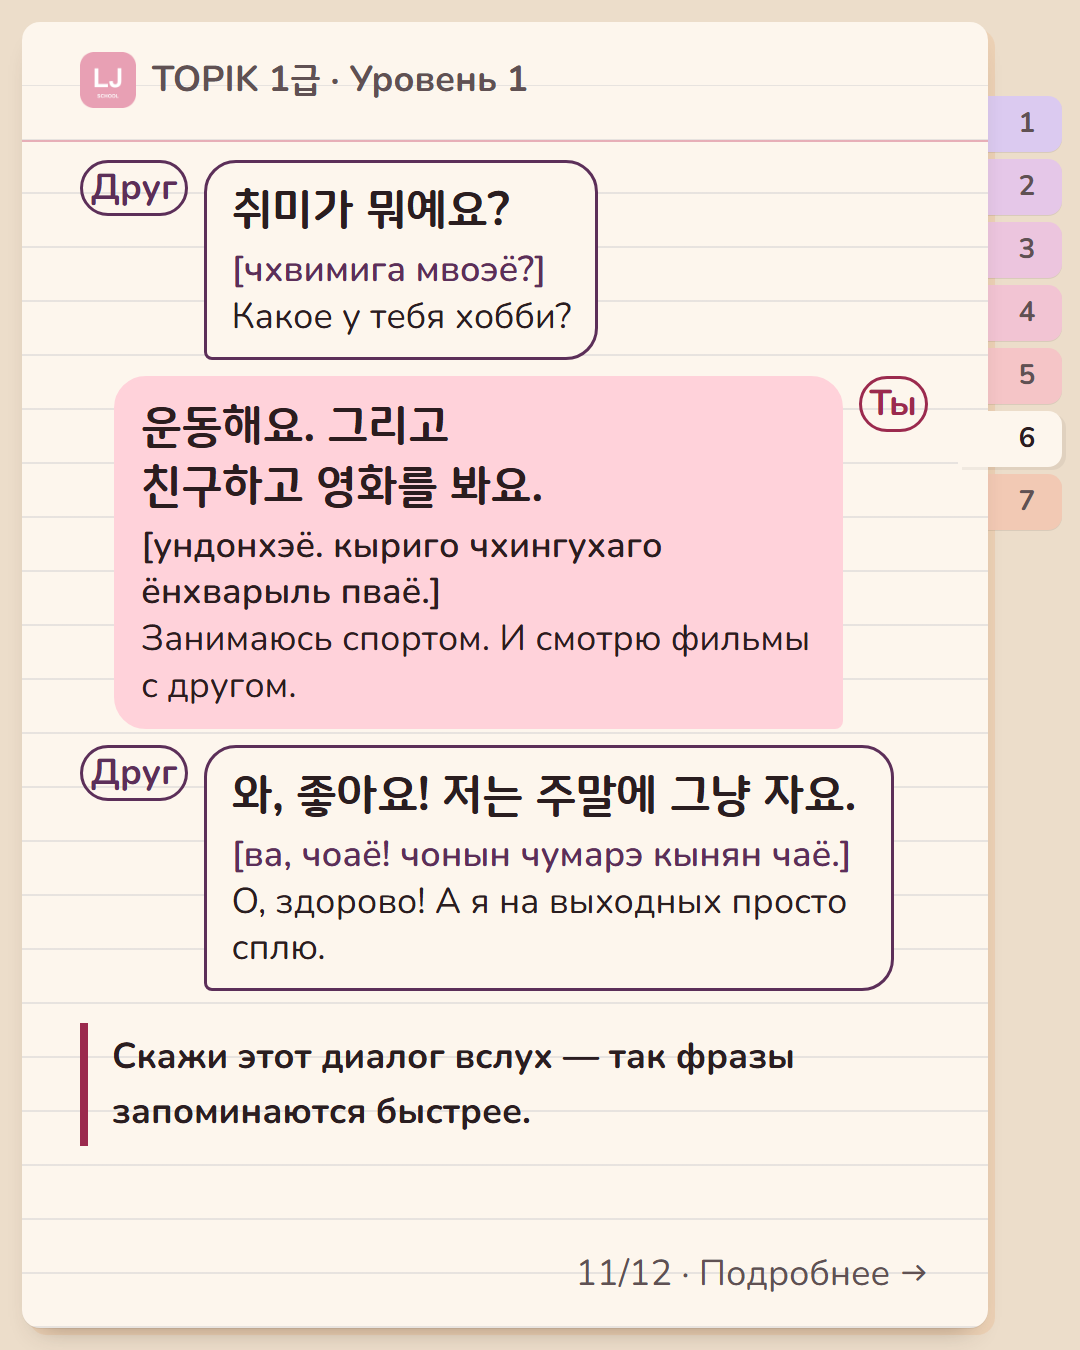 LJ
SCHOOL
TOPIK 1급 · Уровень 1
1
2
3
4
5
6
7
Друг
취미가 뭐예요?
[чхвимига мвоэё?]
Какое у тебя хобби?
Ты
운동해요. 그리고
친구하고 영화를 봐요.
[ундонхэё. кыриго чхингухаго
ёнхварыль пваё.]
Занимаюсь спортом. И смотрю фильмы
с другом.
Друг
와, 좋아요! 저는 주말에 그냥 자요.
[ва, чоаё! чонын чумарэ кынян чаё.]
О, здорово! А я на выходных просто
сплю.
Скажи этот диалог вслух — так фразы
запоминаются быстрее.
11/12 · Подробнее →